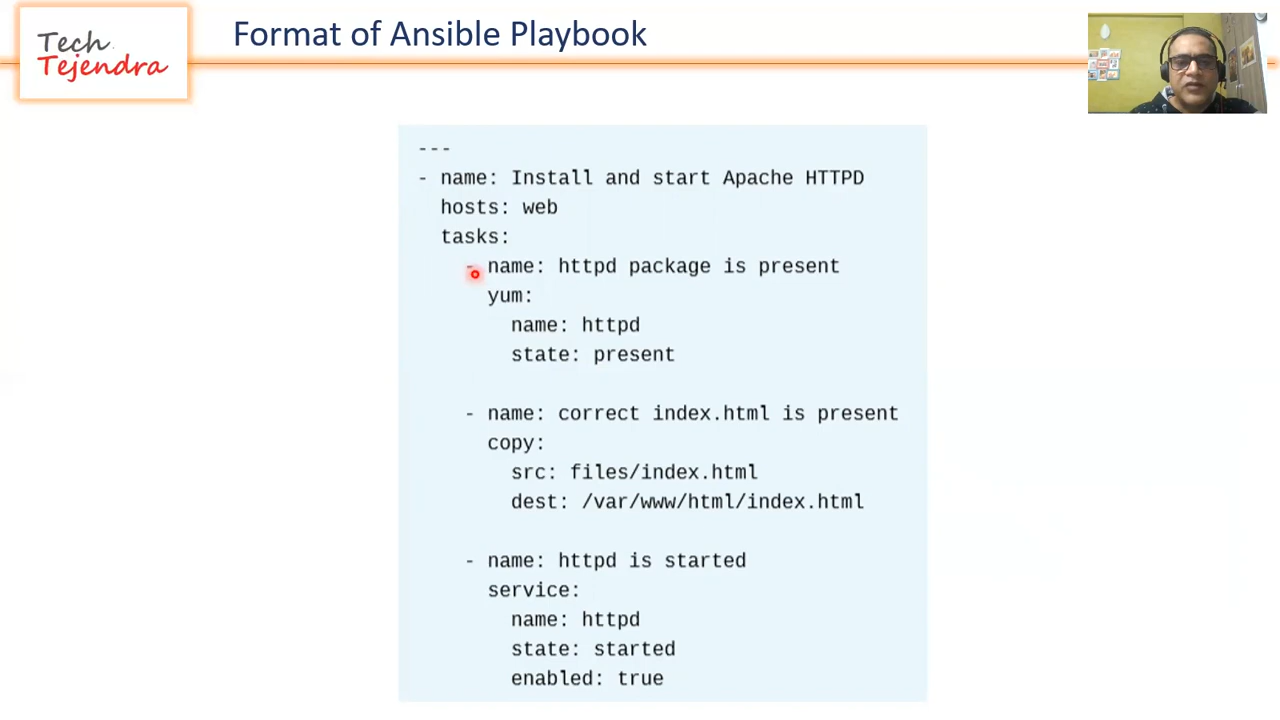 Tech
Tejendra
Format of Ansible Playbook
---
- name: Install and start Apache HTTPD
  hosts: web
  tasks:
    - name: httpd package is present
      yum:
        name: httpd
        state: present

    - name: correct index.html is present
      copy:
        src: files/index.html
        dest: /var/www/html/index.html

    - name: httpd is started
      service:
        name: httpd
        state: started
        enabled: true